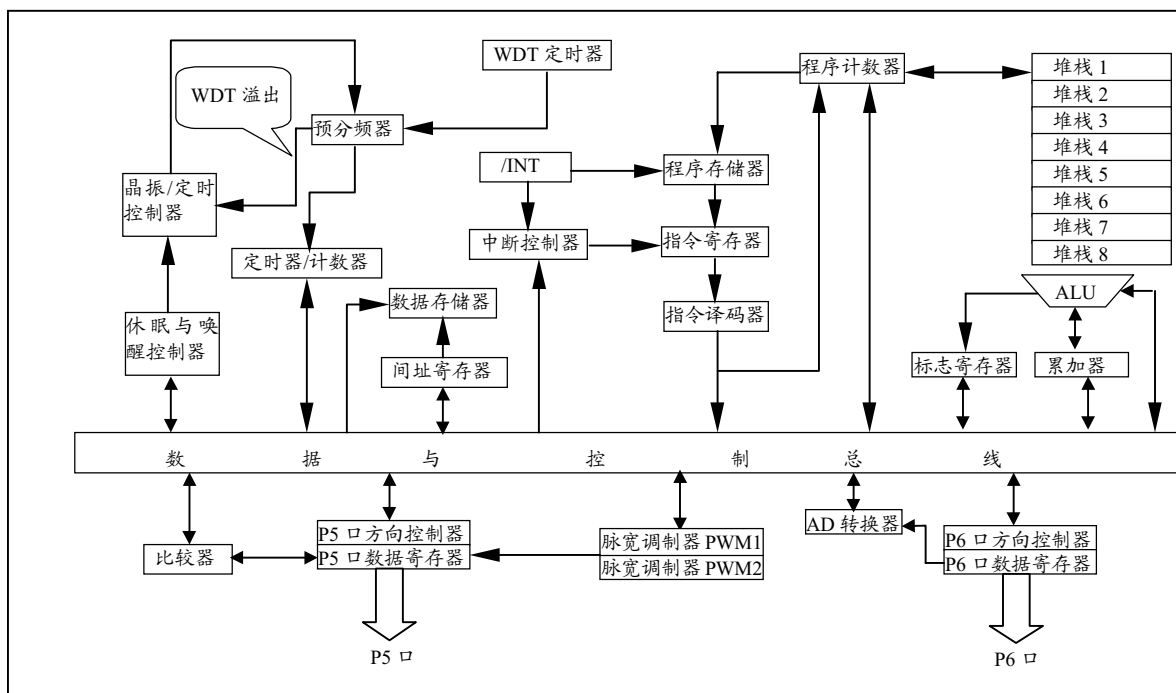 WDT 定时器
程序计数器
堆栈 1
堆栈 2
堆栈 3
堆栈 4
堆栈 5
堆栈 6
堆栈 7
堆栈 8
WDT 溢出
预分频器
/INT
程序存储器
晶振/定时
控制器
中断控制器
指令寄存器
定时器/计数器
ALU
数据存储器
指令译码器
休眠与唤
醒控制器
间址寄存器
标志寄存器
累加器
数据与控制总线
P5 口方向控制器
P5 口数据寄存器
比较器
脉宽调制器 PWM1
脉宽调制器 PWM2
AD 转换器
P6 口方向控制器
P6 口数据寄存器
P5 口
P6 口